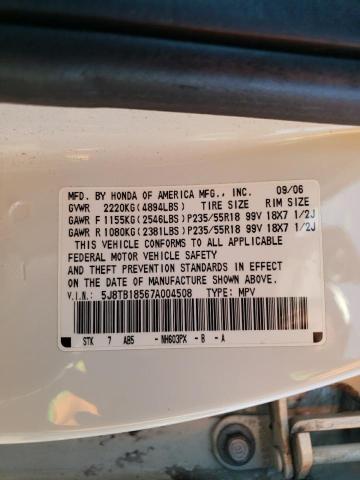 MFD. BY HONDA OF AMERICA MFG., INC. 09/06
GVWR 2220KG(4894LBS) TIRE SIZE RIM SIZE
GAWR F 1155KG(2546LBS) P235/55R18 99V 18X7 1/2J
GAWR R 1080KG(2381LBS) P235/55R18 99V 18X7 1/2J
THIS VEHICLE CONFORMS TO ALL APPLICABLE
FEDERAL MOTOR VEHICLE SAFETY
AND THEFT PREVENTION STANDARDS IN EFFECT ON THE
DATE OF MANUFACTURE SHOWN ABOVE.
V.I.N: 5J8TB18567A004508 TYPE: MPV
STK 7 AB5 -NH603PX -B -A